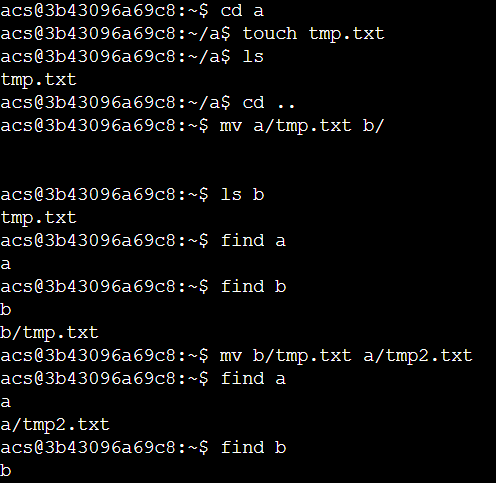 acs@3b43096a69c8:~$ cd a
acs@3b43096a69c8:~/a$ touch tmp.txt
acs@3b43096a69c8:~/a$ ls
tmp.txt
acs@3b43096a69c8:~/a$ cd ..
acs@3b43096a69c8:~$ mv a/tmp.txt b/
acs@3b43096a69c8:~$ ls b
tmp.txt
acs@3b43096a69c8:~$ find a
a
acs@3b43096a69c8:~$ find b
b
b/tmp.txt
acs@3b43096a69c8:~$ mv b/tmp.txt a/tmp2.txt
acs@3b43096a69c8:~$ find a
a
a/tmp2.txt
acs@3b43096a69c8:~$ find b
b